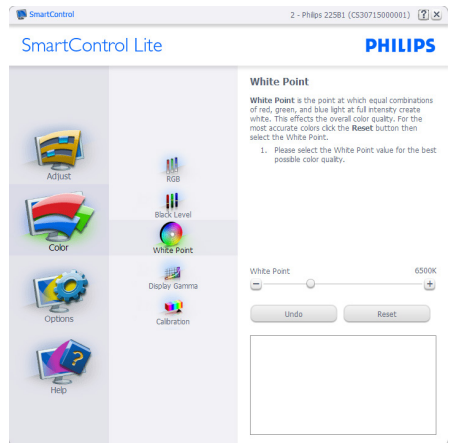 SmartControl
2 - Philips 225B1 (CS30715000001)
SmartControl Lite
PHILIPS
Adjust
Color
Options
Help
RGB
Black Level
White Point
Display Gamma
Calibration
White Point
White Point is the point at which equal combinations
of red, green, and blue light at full intensity create
white. This effects the overall color quality. For the
most accurate colors click the Reset button then
select the White Point.
1. Please select the White Point value for the best
possible color quality.
White Point 6500K
Undo Reset